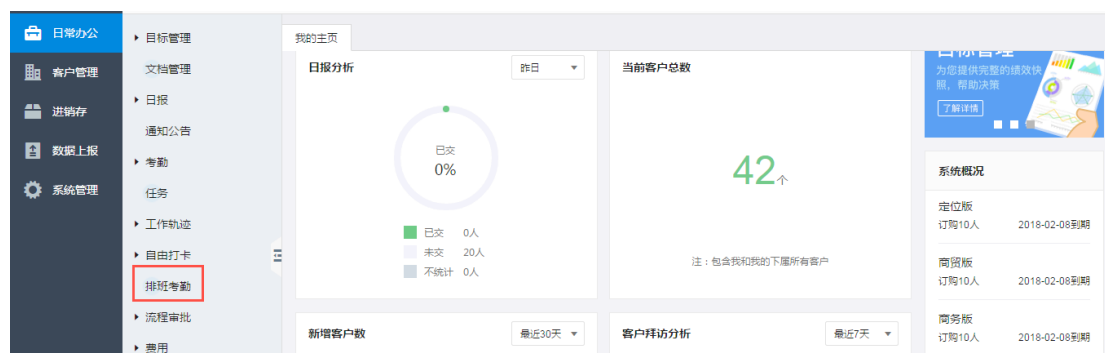 日常办公
客户管理
进销存
数据上报
系统管理
目标管理
文档管理
日报
通知公告
考勤
任务
工作轨迹
自由打卡
排班考勤
流程审批
费用
我的主页
日报分析
昨日
已交
0%
已交 0人
未交 20人
不统计 0人
当前客户总数
42个
注：包含我和我的下属所有客户
新增客户数
最近30天
客户拜访分析
最近7天
目标管理
为您提供完整的绩效快
照，帮助决策
了解详情
系统概况
定位版
订购10人 2018-02-08到期
商贸版
订购10人 2018-02-08到期
商务版
订购10人 2018-02-08到期